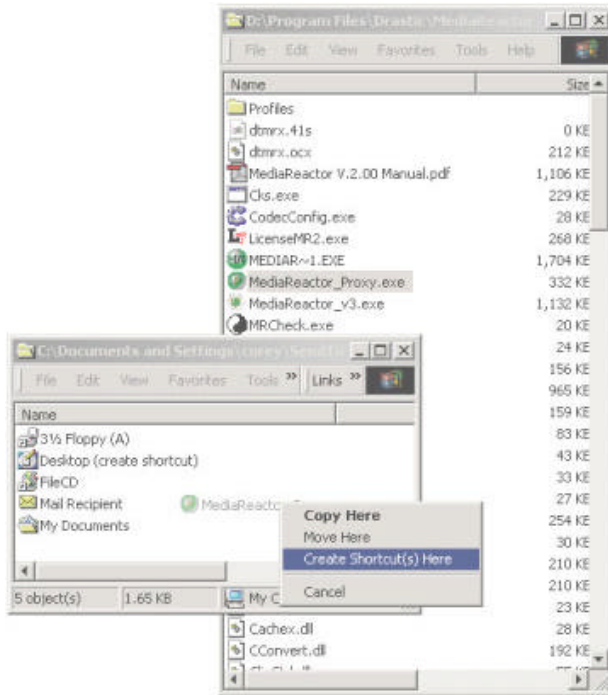 D:\Program Files\Drastic\MediaReactor
File Edit View Favorites Tools Help
Name Size
Profiles
dtmrx.41s 0 KB
dtmrx.ocx 212 KB
MediaReactor V.2.00 Manual.pdf 1,106 KB
Cks.exe 229 KB
CodecConfig.exe 28 KB
LicenseMR2.exe 268 KB
MEDIAR~1.EXE 1,704 KB
MediaReactor_Proxy.exe 332 KB
MediaReactor_v3.exe 1,132 KB
MRCheck.exe 20 KB
24 KB
156 KB
965 KB
159 KB
83 KB
43 KB
33 KB
27 KB
254 KB
30 KB
210 KB
210 KB
23 KB
Cachex.dll 28 KB
CConvert.dll 192 KB
C:\Documents and Settings\corey\SendTo
File Edit View Favorites Tools » Links »
Name
3½ Floppy (A)
Desktop (create shortcut)
FileCD
Mail Recipient
My Documents
MediaReactor
5 object(s) 1.65 KB My C
Copy Here
Move Here
Create Shortcut(s) Here
Cancel